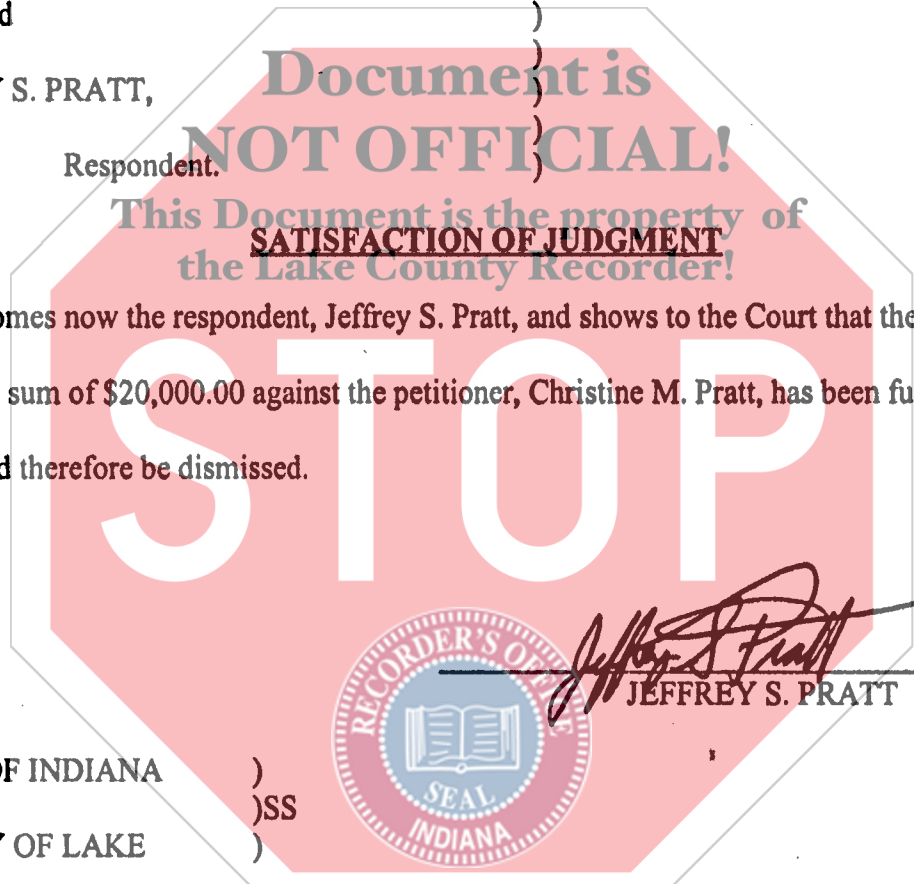 d )
Document is
)
Y S. PRATT, )
NOT OFFICIAL!
)
Respondent. )
This Document is the property of
SATISFACTION OF JUDGMENT
the Lake County Recorder!
omes now the respondent, Jeffrey S. Pratt, and shows to the Court that the
sum of $20,000.00 against the petitioner, Christine M. Pratt, has been fu
d therefore be dismissed.
STOP
Jeffrey S Pratt
JEFFREY S. PRATT
RECORDER'S OFFICE
SEAL
INDIANA
OF INDIANA )
)SS
Y OF LAKE )